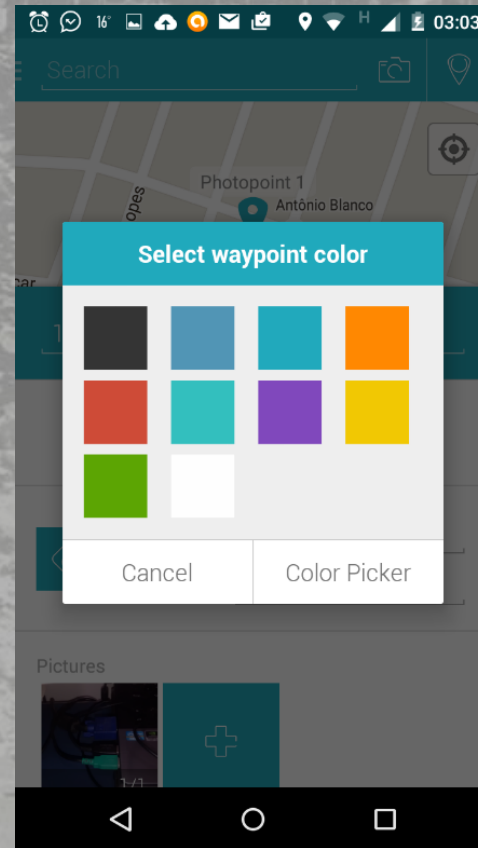 16°
H
03:03
Search
Photopoint 1
Antônio Blanco
opes
car
Select waypoint color
1
Cancel
Color Picker
Pictures
1/1